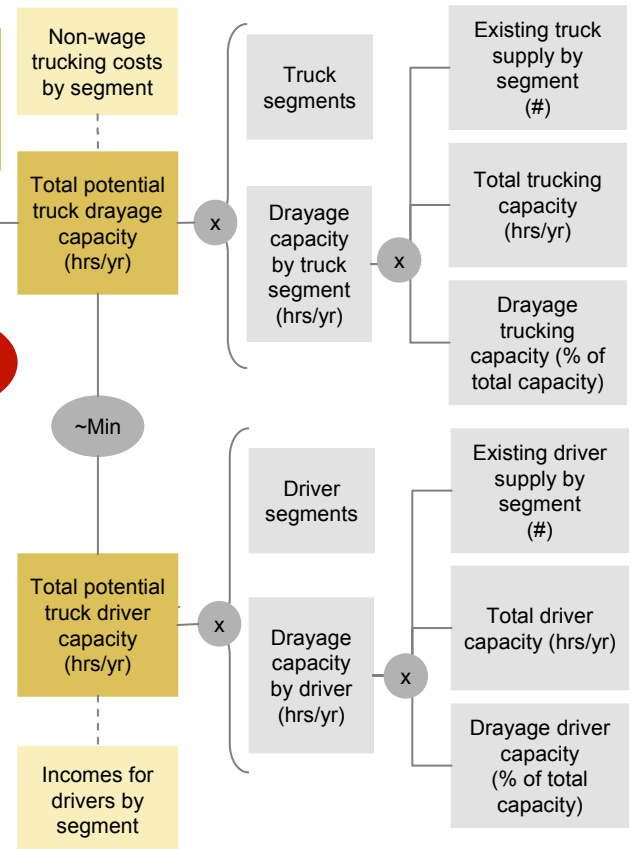 Non-wage
trucking costs
by segment
Truck
segments
Existing truck
supply by
segment
(#)
Total potential
truck drayage
capacity
(hrs/yr)
x
Drayage
capacity
by truck
segment
(hrs/yr)
x
Total trucking
capacity
(hrs/yr)
Drayage
trucking
capacity (% of
total capacity)
~Min
Driver
segments
Existing driver
supply by
segment
(#)
Total potential
truck driver
capacity
(hrs/yr)
x
Drayage
capacity
by driver
(hrs/yr)
x
Total driver
capacity (hrs/yr)
Drayage driver
capacity
(% of total
capacity)
Incomes for
drivers by
segment